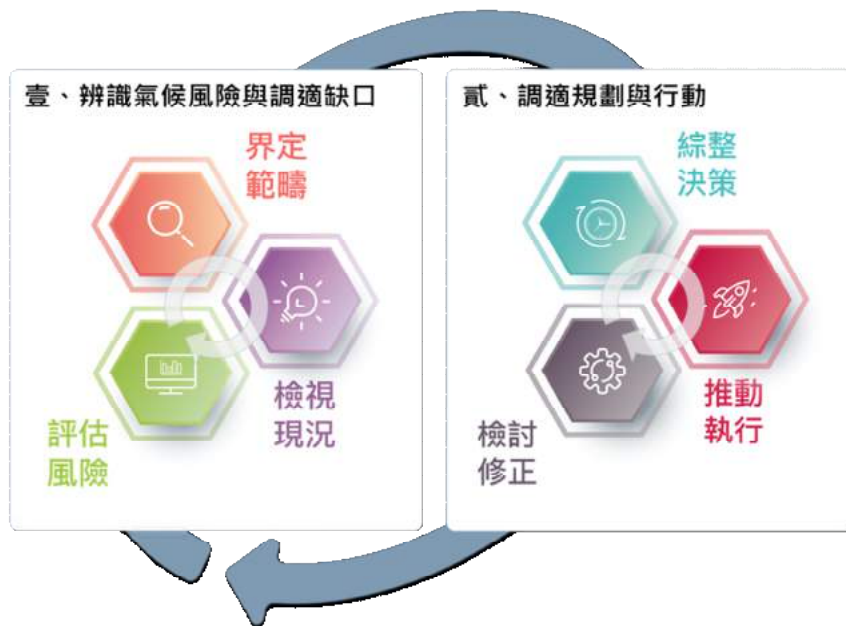 壹、辨識氣候風險與調適缺口
界定
範疇
檢視
現況
評估
風險
貳、調適規劃與行動
綜整
決策
推動
執行
檢討
修正